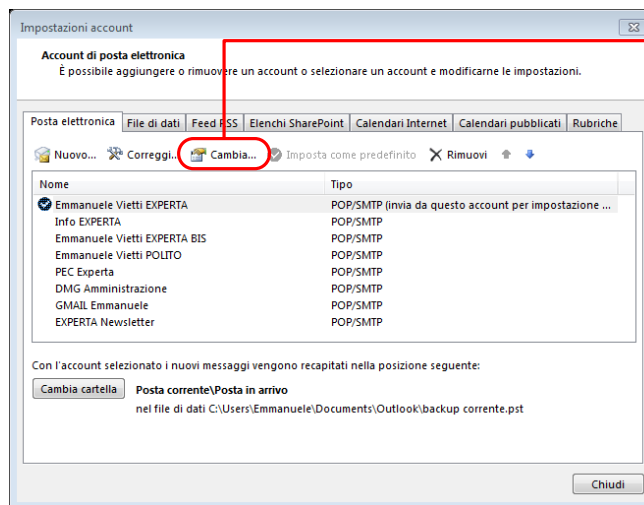 Impostazioni account
Account di posta elettronica
È possibile aggiungere o rimuovere un account o selezionare un account e modificarne le impostazioni.
Posta elettronica File di dati Feed RSS Elenchi SharePoint Calendari Internet Calendari pubblicati Rubriche
Nuovo... Correggi... Cambia... Imposta come predefinito Rimuovi
Nome Tipo
Emmanuele Vietti EXPERTA POP/SMTP (invia da questo account per impostazione ...
Info EXPERTA POP/SMTP
Emmanuele Vietti EXPERTA BIS POP/SMTP
Emmanuele Vietti POLITO POP/SMTP
PEC Experta POP/SMTP
DMG Amministrazione POP/SMTP
GMAIL Emmanuele POP/SMTP
EXPERTA Newsletter POP/SMTP
Con l'account selezionato i nuovi messaggi vengono recapitati nella posizione seguente:
Cambia cartella Posta corrente\Posta in arrivo
nel file di dati C:\Users\Emmanuele\Documents\Outlook\backup corrente.pst
Chiudi